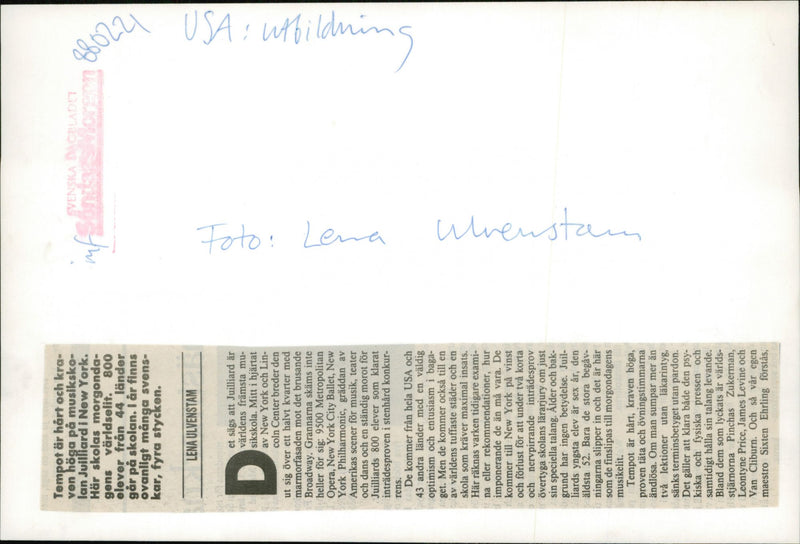 USA: utbildning
880221
SVENSKA DAGBLADET
Söndags Morgon
Foto: Lena Ulvenstam
Tempot är hårt och kra-
ven höga på musiksko-
lan Juilliard i New York.
Här skolas morgonda-
gens världselit. 800
elever från 44 länder
går på skolan. I år finns
ovanligt många svens-
kar, fyra stycken.
LENA ULVENSTAM
Det sägs att Juilliard är
världens främsta mu-
sikskola. Mitt i hjärtat
av New York och Lin-
coln Center breder den
ut sig över ett halvt kvarter med
marmorfasaden mot det brusande
Broadway. Grannarna skäms inte
heller för sig: 9500 Metropolitan
Opera, New York City Ballet, New
York Philharmonic, gräddan av
Amerikas scener för musik, teater
och dans och en ständig morot för
Juilliards 800 elever som klarat
inträdesproven i stenhård konkur-
rens.
De kommer från hela USA och
43 andra länder med en väldig
optimism och entusiasm i baga-
get. Men de kommer också till en
av världens tuffaste städer och en
skola som kräver maximal insats.
Här räknas varken tidigare exami-
na eller rekommendationer, hur
imponerande de än må vara. De
kommer till New York på vinst
och förlust för att under två korta
och nervpirrande inträdesprov
övertyga skolans lärarjury om just
sin speciella talang. Ålder och bak-
grund har ingen betydelse. Juil-
liards yngsta elev är sex år, den
äldsta 52. Bara de stora begåv-
ningarna slipper in och det är här
som de finslipas till morgondagens
musikelit.
Tempot är hårt, kraven höga,
proven täta och övningstimmarna
ändlösa. Om man sumpar mer än
två lektioner utan läkarintyg,
sänks terminsbetyget utan pardon.
Det gäller att klara både den psy-
kiska och fysiska pressen och
samtidigt hålla sin talang levande.
Bland dem som lyckats är världs-
stjärnorna Pinchas Zukerman,
Leontyne Price, James Levine och
Van Cliburn. Och så vår egen
maestro Sixten Ehrling förstås,